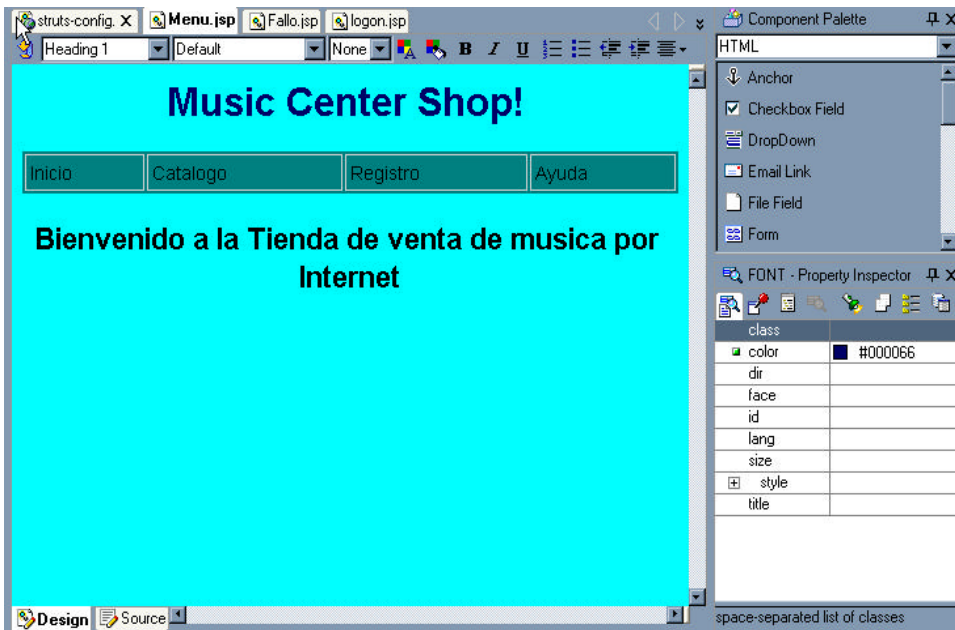 struts-config. X
Menu.jsp
Fallo.jsp
logon.jsp
Component Palette
Heading 1
Default
None
B I U
HTML
Anchor
Checkbox Field
DropDown
Email Link
File Field
Form
Music Center Shop!
Inicio
Catalogo
Registro
Ayuda
Bienvenido a la Tienda de venta de musica por
Internet
FONT - Property Inspector
class
color
#000066
dir
face
id
lang
size
style
title
Design
Source
space-separated list of classes